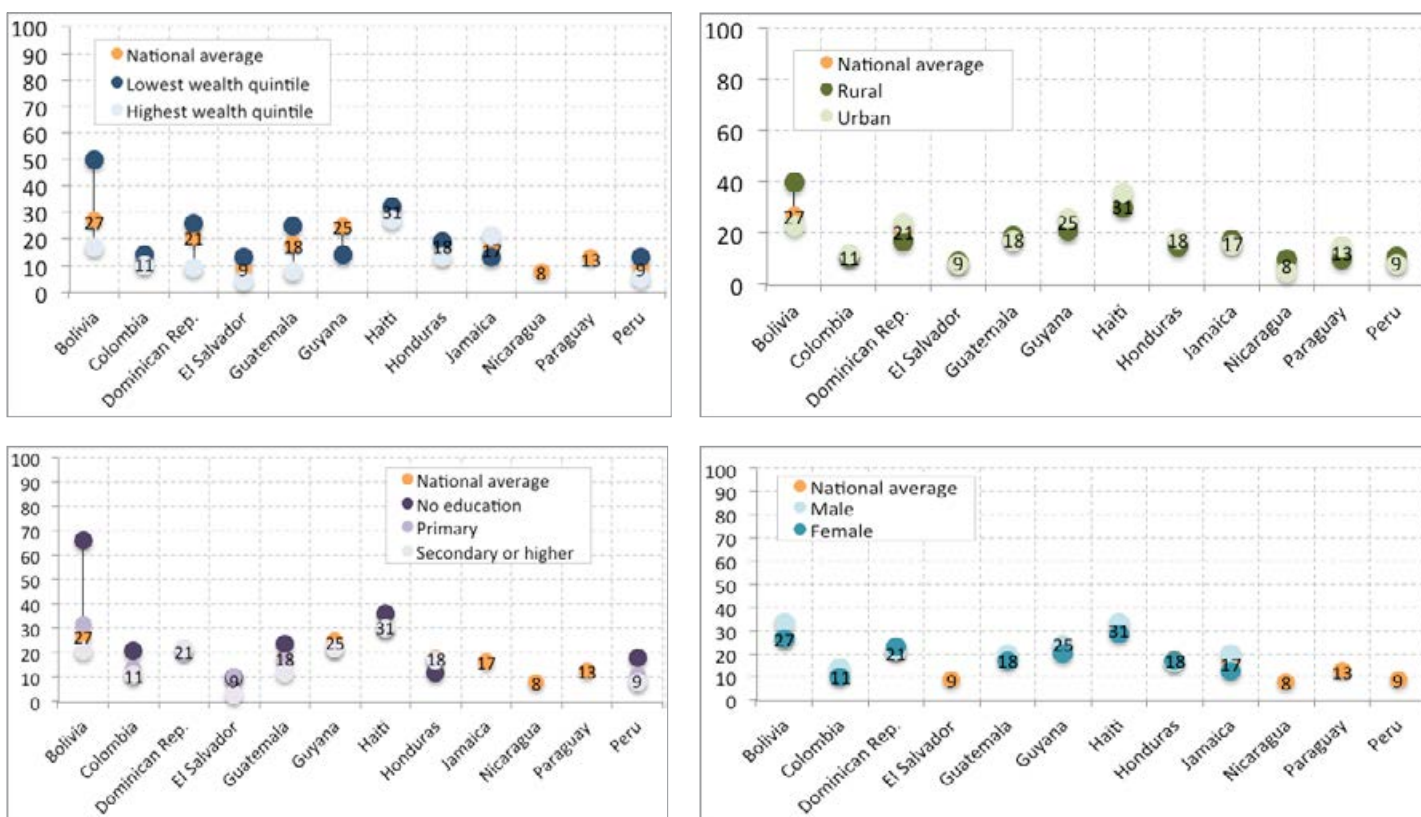 100
90
80
70
60
50
40
30
20
10
0
National average
Lowest wealth quintile
Highest wealth quintile
27
11
21
9
18
25
31
18
17
8
13
9
Bolivia
Colombia
Dominican Rep.
El Salvador
Guatemala
Guyana
Haiti
Honduras
Jamaica
Nicaragua
Paraguay
Peru
100
80
60
40
20
0
National average
Rural
Urban
27
11
21
9
18
25
31
18
17
8
13
9
Bolivia
Colombia
Dominican Rep.
El Salvador
Guatemala
Guyana
Haiti
Honduras
Jamaica
Nicaragua
Paraguay
Peru
100
90
80
70
60
50
40
30
20
10
0
National average
No education
Primary
Secondary or higher
27
11
21
9
18
25
31
18
17
8
13
9
Bolivia
Colombia
Dominican Rep.
El Salvador
Guatemala
Guyana
Haiti
Honduras
Jamaica
Nicaragua
Paraguay
Peru
100
90
80
70
60
50
40
30
20
10
0
National average
Male
Female
27
11
21
9
18
25
31
18
17
8
13
9
Bolivia
Colombia
Dominican Rep.
El Salvador
Guatemala
Guyana
Haiti
Honduras
Jamaica
Nicaragua
Paraguay
Peru